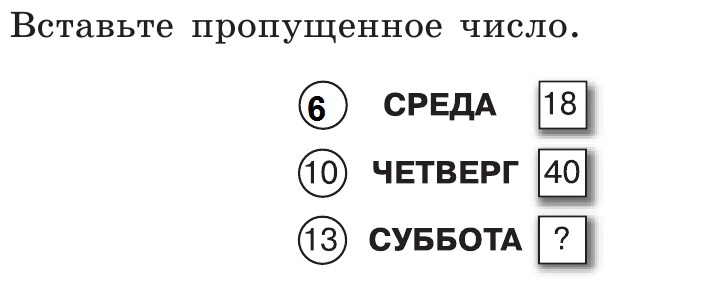 Вставьте пропущенное число.
6 СРЕДА 18
10 ЧЕТВЕРГ 40
13 СУББОТА ?